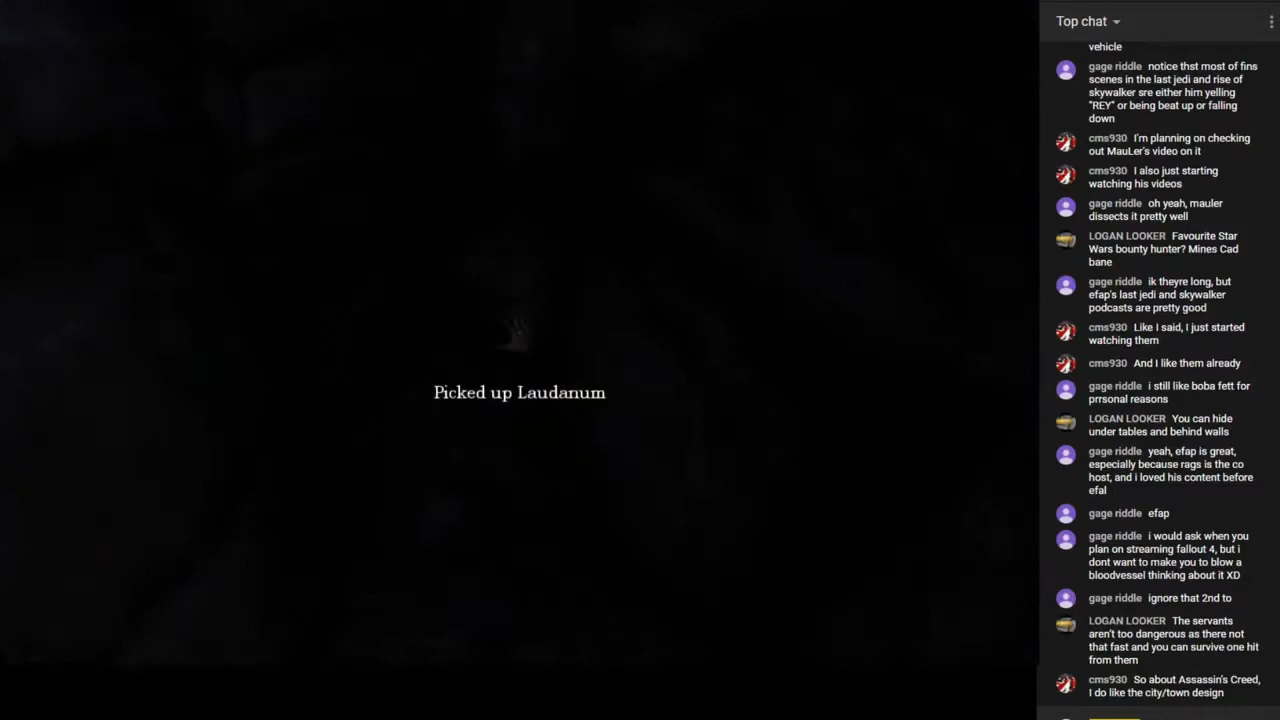 Picked up Laudanum
Top chat
vehicle
gage riddle notice thst most of fins
scenes in the last jedi and rise of
skywalker sre either him yelling
"REY" or being beat up or falling
down
cms930 I'm planning on checking
out MauLer's video on it
cms930 I also just starting
watching his videos
gage riddle oh yeah, mauler
dissects it pretty well
LOGAN LOOKER Favourite Star
Wars bounty hunter? Mines Cad
bane
gage riddle ik theyre long, but
efap's last jedi and skywalker
podcasts are pretty good
cms930 Like I said, I just started
watching them
cms930 And I like them already
gage riddle i still like boba fett for
prrsonal reasons
LOGAN LOOKER You can hide
under tables and behind walls
gage riddle yeah, efap is great,
especially because rags is the co
host, and i loved his content before
efal
gage riddle efap
gage riddle i would ask when you
plan on streaming fallout 4, but i
dont want to make you to blow a
bloodvessel thinking about it XD
gage riddle ignore that 2nd to
LOGAN LOOKER The servants
aren't too dangerous as there not
that fast and you can survive one hit
from them
cms930 So about Assassin's Creed,
I do like the city/town design